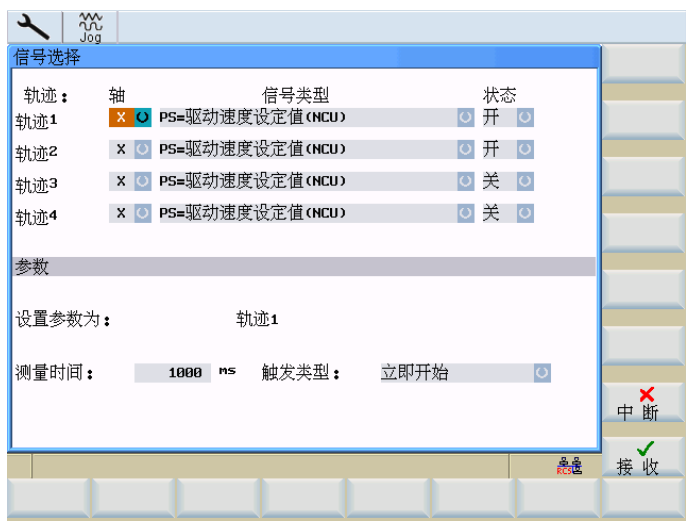 Jog
信号选择
轨迹： 轴 信号类型 状态
轨迹1 X PS=驱动速度设定值(NCU) 开
轨迹2 X PS=驱动速度设定值(NCU) 开
轨迹3 X PS=驱动速度设定值(NCU) 关
轨迹4 X PS=驱动速度设定值(NCU) 关
参数
设置参数为： 轨迹1
测量时间： 1000 ms 触发类型： 立即开始
中断
RCS
接收